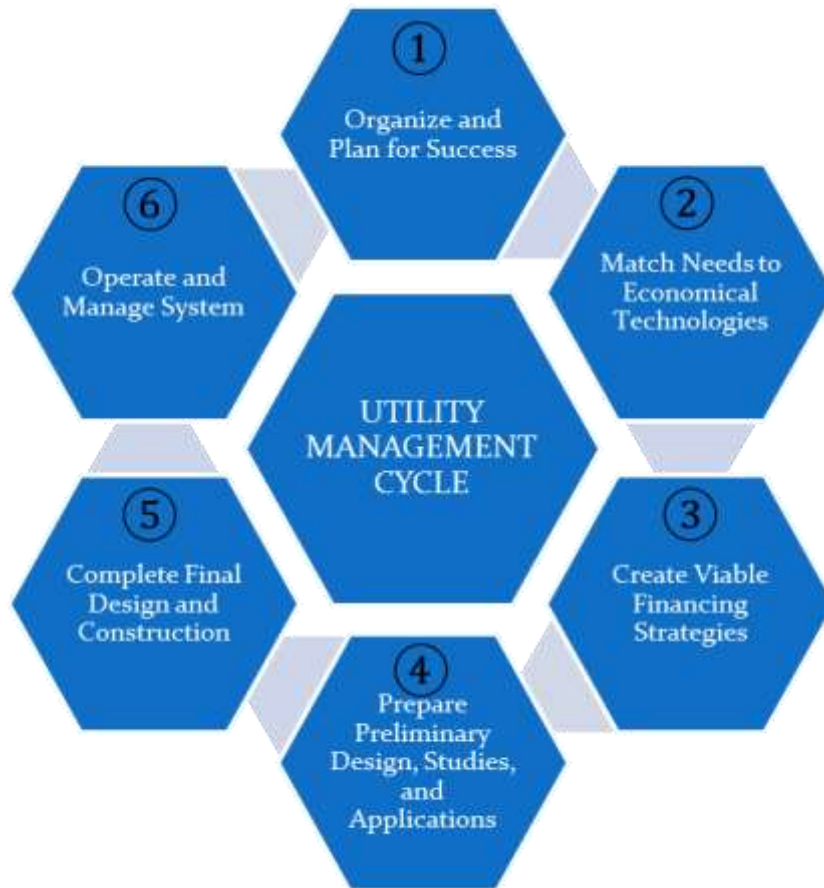 ①
Organize and
Plan for Success
②
Match Needs to
Economical
Technologies
③
Create Viable
Financing
Strategies
④
Prepare
Preliminary
Design, Studies,
and
Applications
⑤
Complete Final
Design and
Construction
⑥
Operate and
Manage System
UTILITY
MANAGEMENT
CYCLE